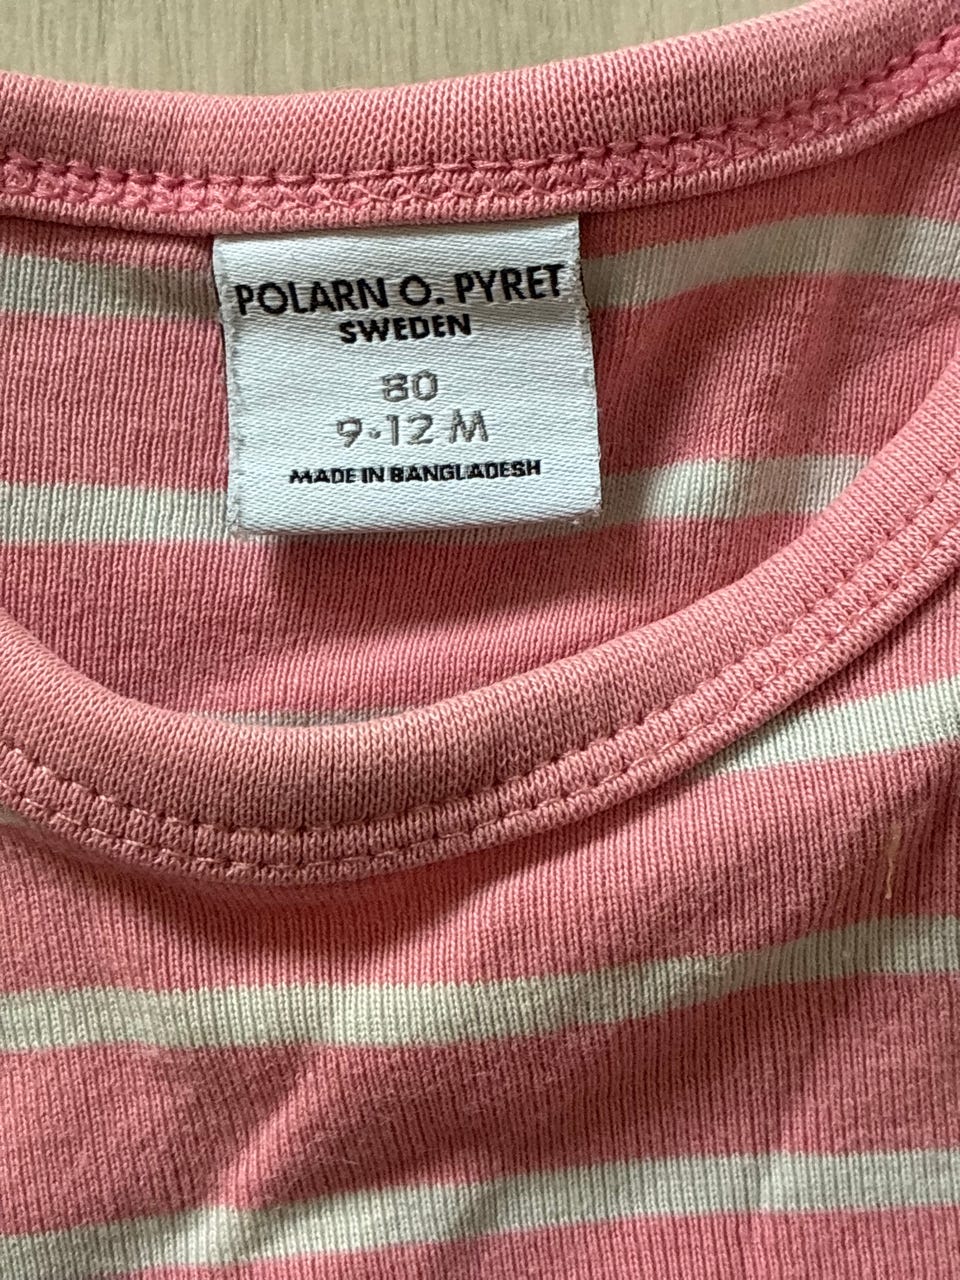 POLARN O. PYRET
SWEDEN
80
9-12 M
MADE IN BANGLADESH